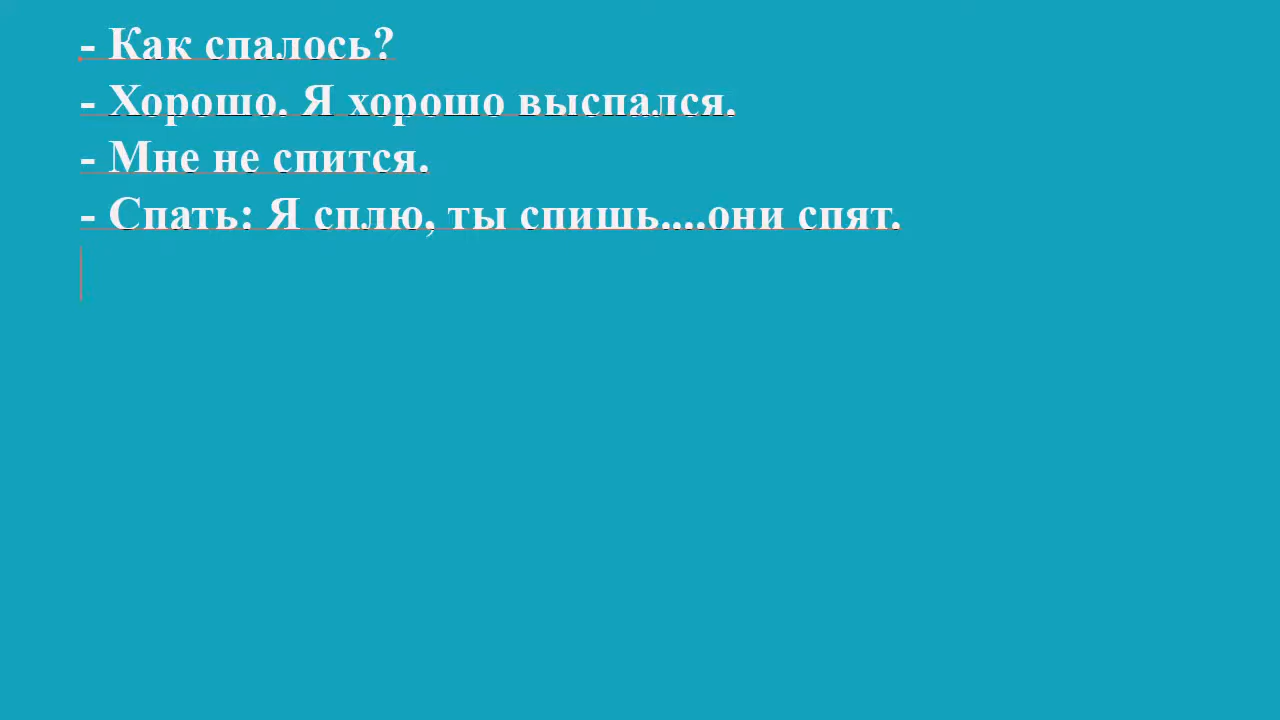 - Как спалось?
- Хорошо. Я хорошо выспался.
- Мне не спится.
- Спать: Я сплю, ты спишь....они спят.